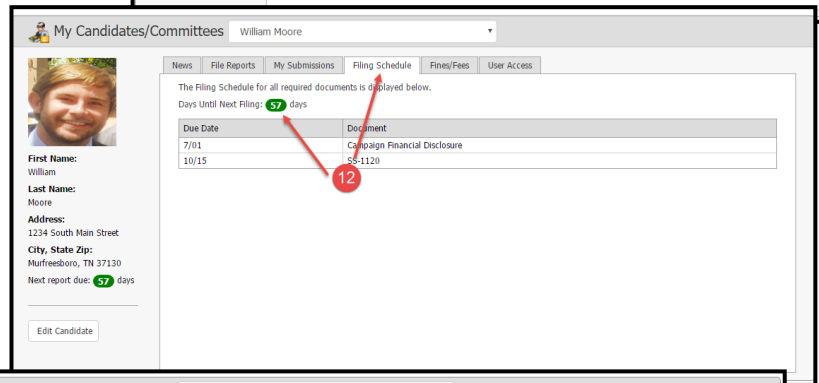 My Candidates/Committees William Moore
News File Reports My Submissions Filing Schedule Fines/Fees User Access
The Filing Schedule for all required documents is displayed below.
Days Until Next Filing: 57 days
Due Date Document
7/01 Campaign Financial Disclosure
10/15 SS-1120
12
First Name:
William
Last Name:
Moore
Address:
1234 South Main Street
City, State Zip:
Murfreesboro, TN 37130
Next report due: 57 days
Edit Candidate